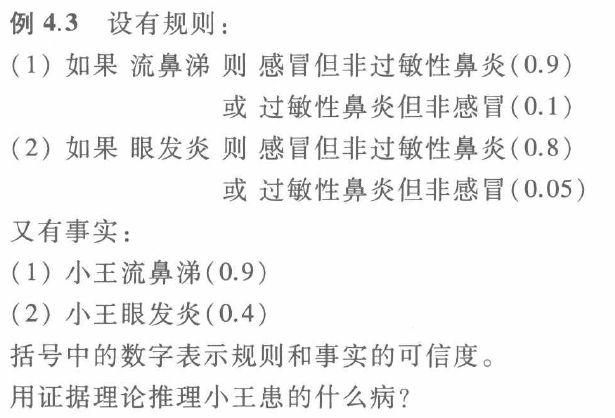 例 4.3 设有规则：
（1）如果 流鼻涕 则 感冒但非过敏性鼻炎（0.9）
或 过敏性鼻炎但非感冒（0.1）
（2）如果 眼发炎 则 感冒但非过敏性鼻炎（0.8）
或 过敏性鼻炎但非感冒（0.05）
又有事实：
（1）小王流鼻涕（0.9）
（2）小王眼发炎（0.4）
括号中的数字表示规则和事实的可信度。
用证据理论推理小王患的什么病？